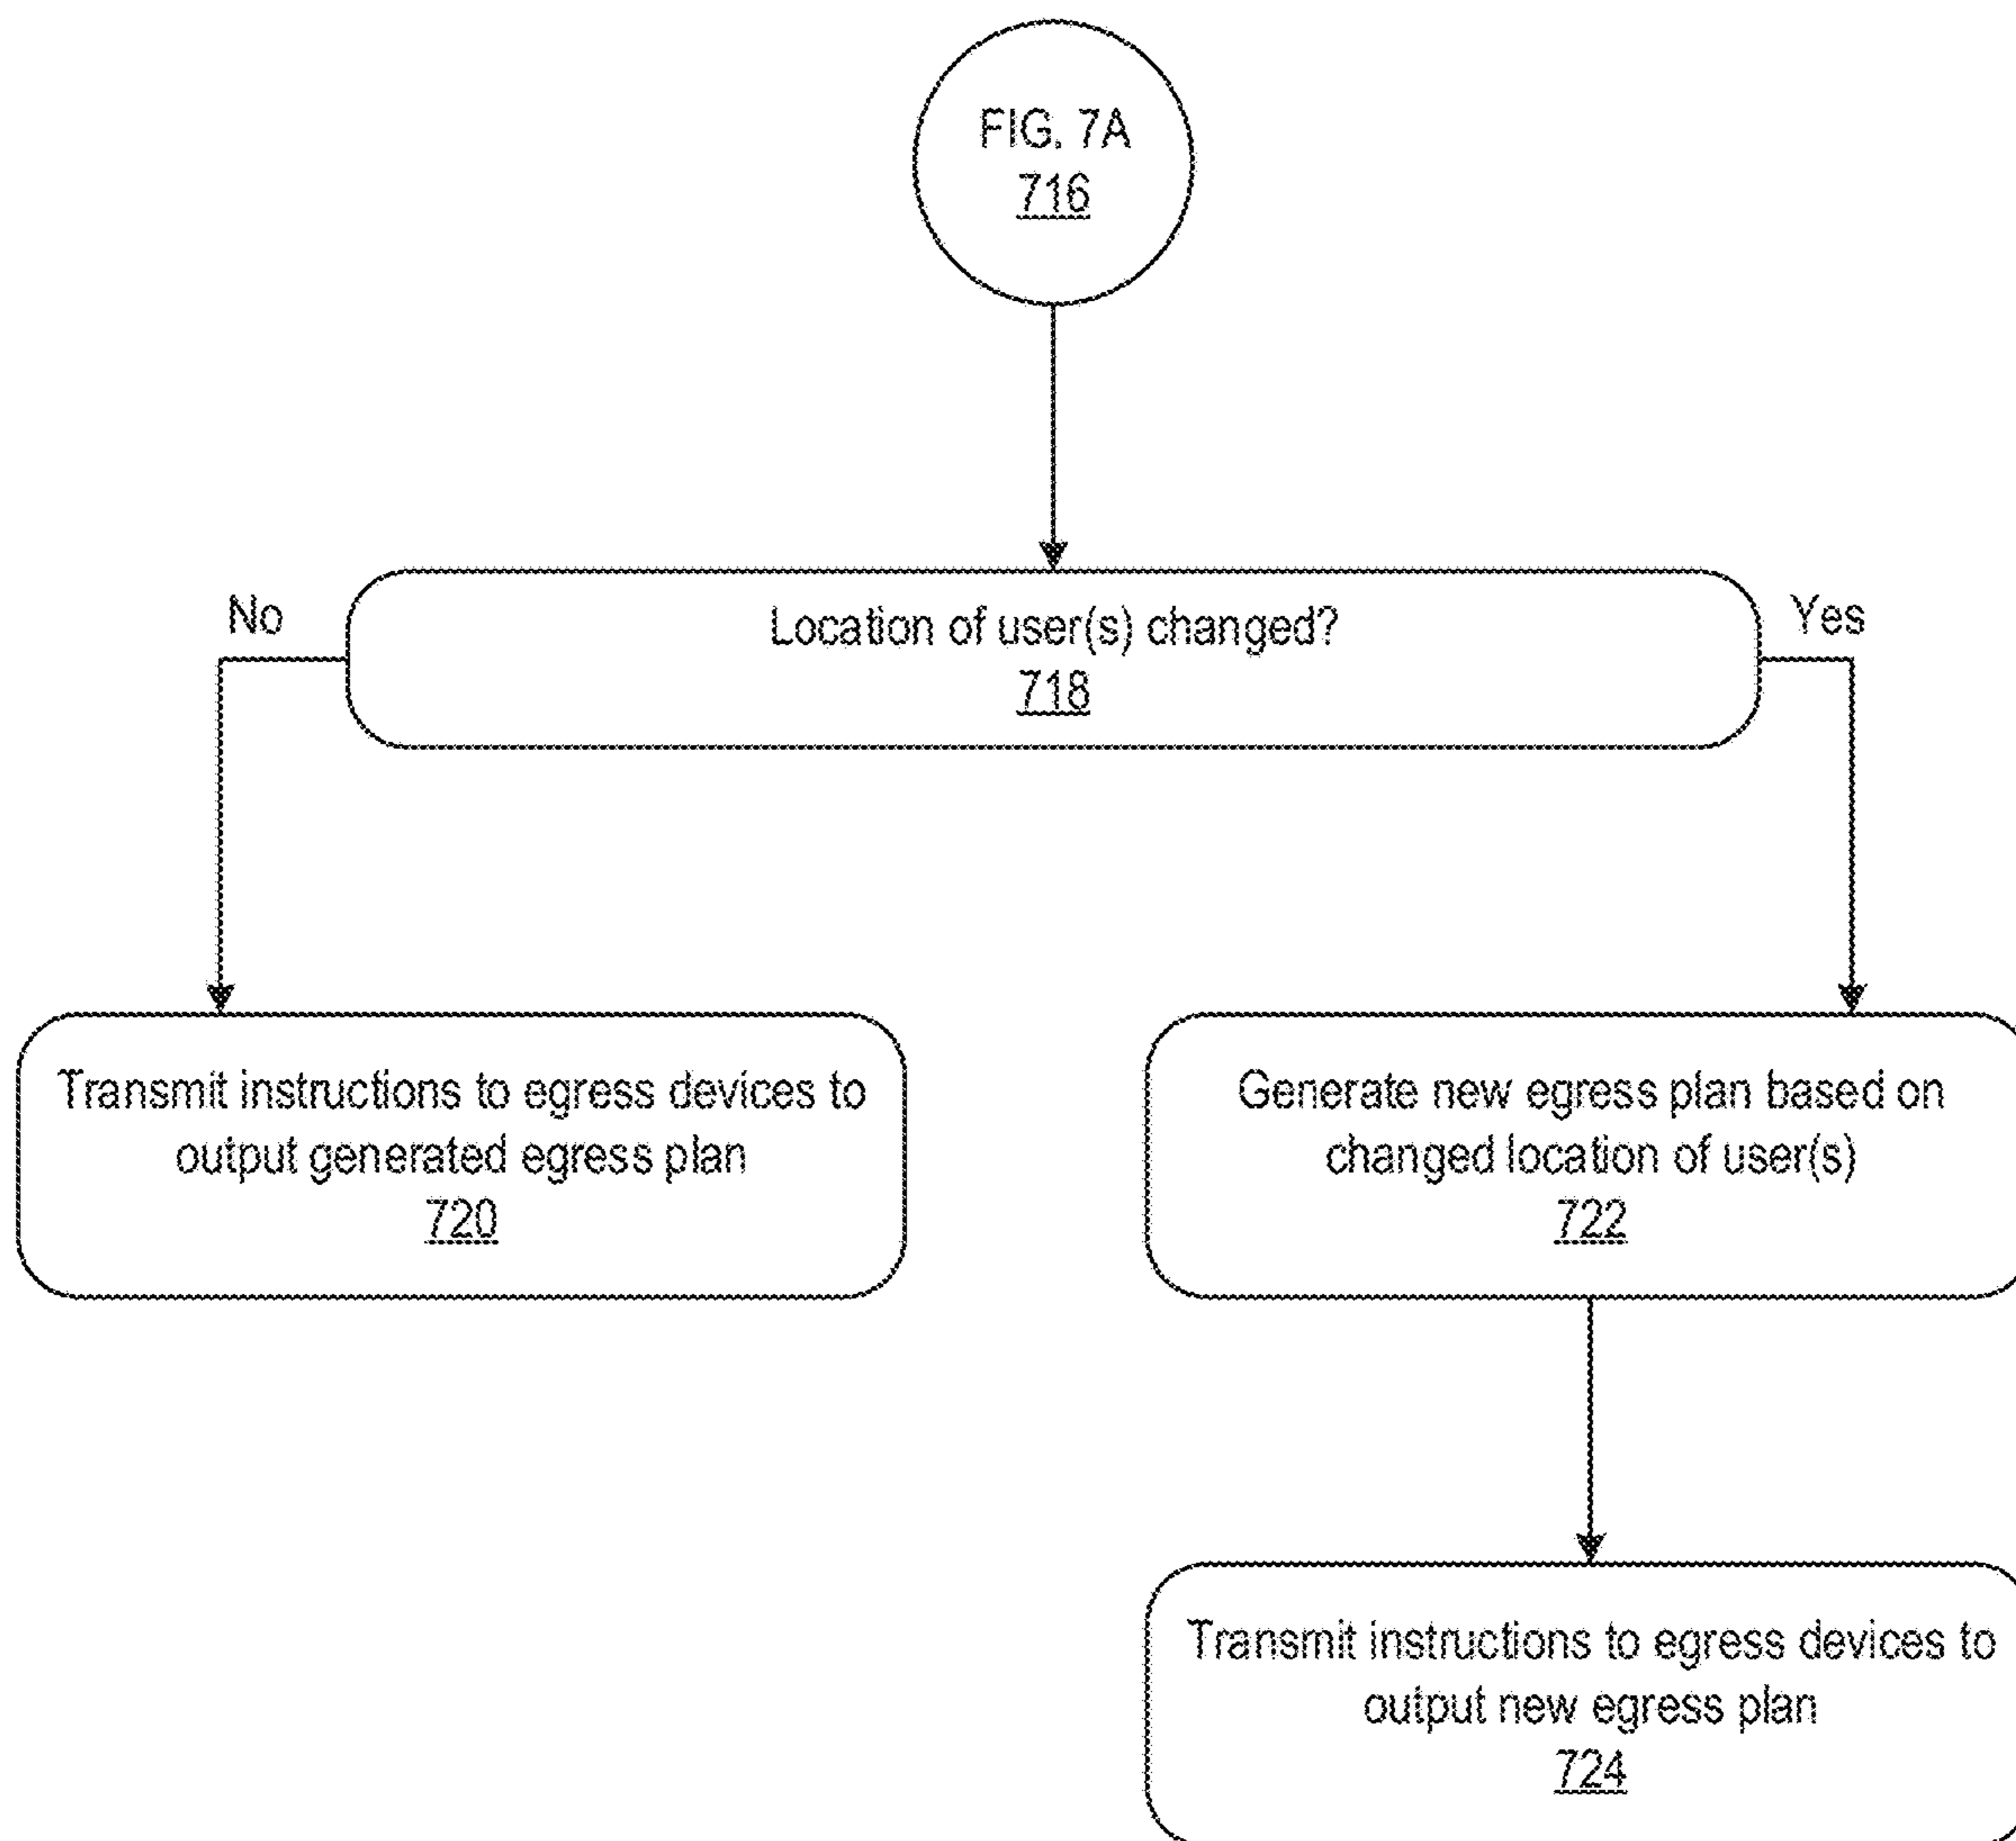 FIG. 7A
716
Location of user(s) changed?
718
No
Yes
Transmit instructions to egress devices to
output generated egress plan
720
Generate new egress plan based on
changed location of user(s)
722
Transmit instructions to egress devices to
output new egress plan
724